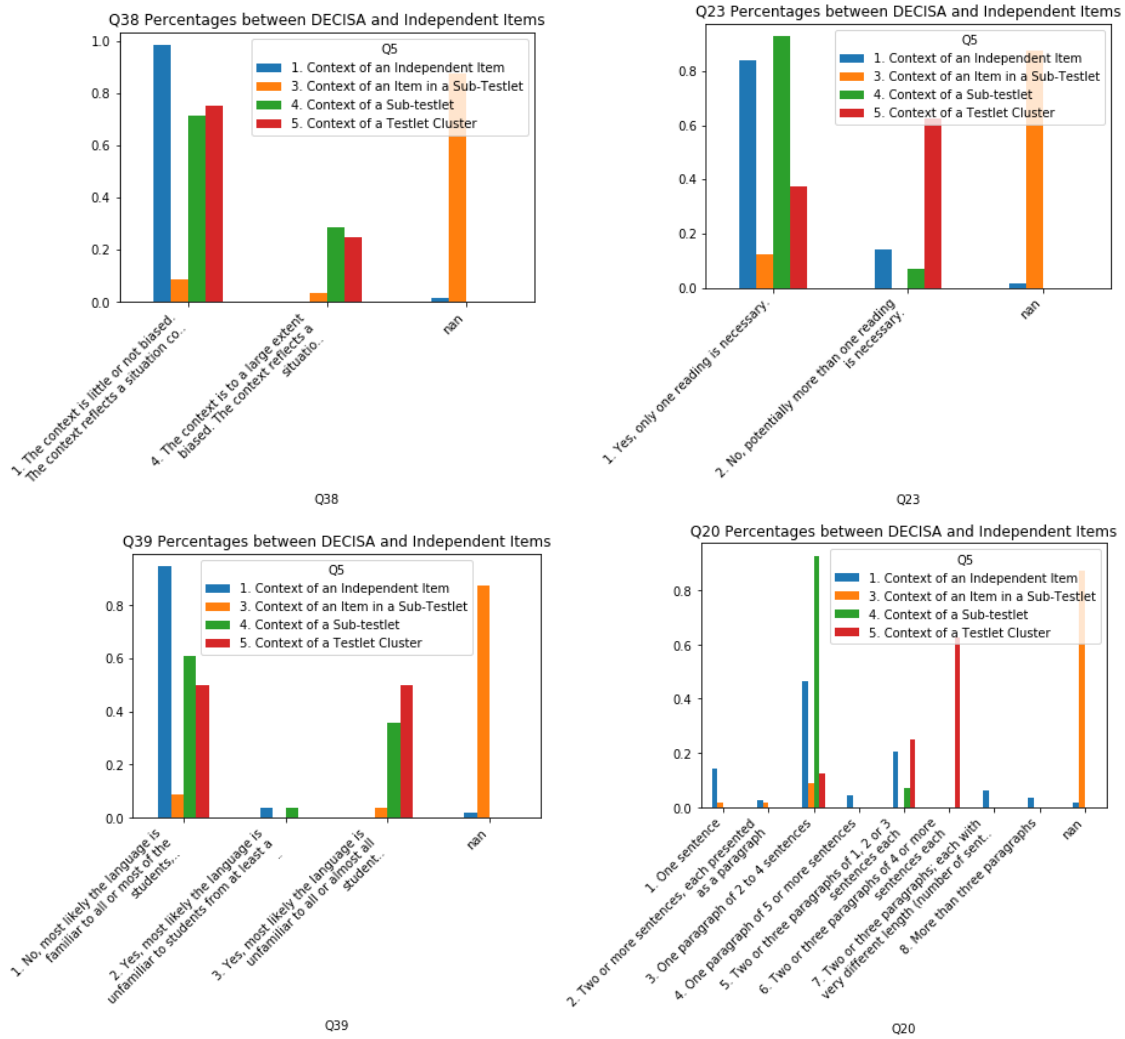 Q38 Percentages between DECISA and Independent Items
Q5
1. Context of an Independent Item
3. Context of an Item in a Sub-Testlet
4. Context of a Sub-testlet
5. Context of a Testlet Cluster
1.0
0.8
0.6
0.4
0.2
0.0
1. The context is little or not biased.
The context reflects a situation co..
4. The context is to a large extent
biased. The context reflects a
situatio..
nan
Q38
Q23 Percentages between DECISA and Independent Items
Q5
1. Context of an Independent Item
3. Context of an Item in a Sub-Testlet
4. Context of a Sub-testlet
5. Context of a Testlet Cluster
0.8
0.6
0.4
0.2
0.0
1. Yes, only one reading is necessary.
2. No, potentially more than one reading
is necessary.
nan
Q23
Q39 Percentages between DECISA and Independent Items
Q5
1. Context of an Independent Item
3. Context of an Item in a Sub-Testlet
4. Context of a Sub-testlet
5. Context of a Testlet Cluster
0.8
0.6
0.4
0.2
0.0
1. No, most likely the language is
familiar to all or most of the
students...
2. Yes, most likely the language is
unfamiliar to students from at least a
..
3. Yes, most likely the language is
unfamiliar to all or almost all
student..
nan
Q39
Q20 Percentages between DECISA and Independent Items
Q5
1. Context of an Independent Item
3. Context of an Item in a Sub-Testlet
4. Context of a Sub-testlet
5. Context of a Testlet Cluster
0.8
0.6
0.4
0.2
0.0
1. One sentence
2. Two or more sentences, each presented
as a paragraph
3. One paragraph of 2 to 4 sentences
4. One paragraph of 5 or more sentences
5. Two or three paragraphs of 1, 2 or 3
sentences each
6. Two or three paragraphs of 4 or more
sentences each
7. Two or three paragraphs; each with
very different length (number of sent..
8. More than three paragraphs
nan
Q20